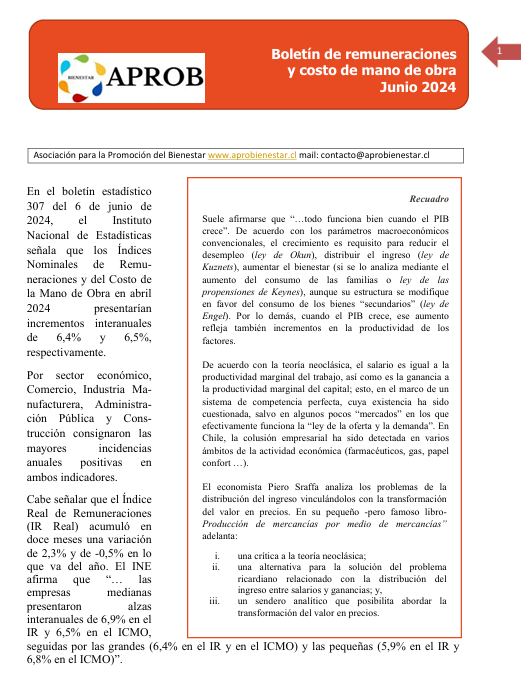 Boletín de remuneraciones
y costo de mano de obra
Junio 2024
1
BIENESTAR APROB
Asociación para la Promoción del Bienestar www.aprobienestar.cl mail: contacto@aprobienestar.cl
En el boletín estadístico
307 del 6 de junio de
2024, el Instituto
Nacional de Estadísticas
señala que los Índices
Nominales de Remu-
neraciones y del Costo de
la Mano de Obra en abril
2024 presentarían
incrementos interanuales
de 6,4% y 6,5%,
respectivamente.
Por sector económico,
Comercio, Industria Ma-
nufacturera, Administra-
ción Pública y Cons-
trucción consignaron las
mayores incidencias
anuales positivas en
ambos indicadores.
Cabe señalar que el Índice
Real de Remuneraciones
(IR Real) acumuló en
doce meses una variación
de 2,3% y de -0,5% en lo
que va del año. El INE
afirma que “… las
empresas medianas
presentaron alzas
interanuales de 6,9% en el
IR y 6,5% en el ICMO,
seguidas por las grandes (6,4% en el IR y en el ICMO) y las pequeñas (5,9% en el IR y
6,8% en el ICMO)”.
Recuadro
Suele afirmarse que “…todo funciona bien cuando el PIB
crece”. De acuerdo con los parámetros macroeconómicos
convencionales, el crecimiento es requisito para reducir el
desempleo (ley de Okun), distribuir el ingreso (ley de
Kuznets), aumentar el bienestar (si se lo analiza mediante el
aumento del consumo de las familias o ley de las
propensiones de Keynes), aunque su estructura se modifique
en favor del consumo de los bienes “secundarios” (ley de
Engel). Por lo demás, cuando el PIB crece, ese aumento
refleja también incrementos en la productividad de los
factores.
De acuerdo con la teoría neoclásica, el salario es igual a la
productividad marginal del trabajo, así como es la ganancia a
la productividad marginal del capital; esto, en el marco de un
sistema de competencia perfecta, cuya existencia ha sido
cuestionada, salvo en algunos pocos “mercados” en los que
efectivamente funciona la “ley de la oferta y la demanda”. En
Chile, la colusión empresarial ha sido detectada en varios
ámbitos de la actividad económica (farmacéuticos, gas, papel
confort …).
El economista Piero Sraffa analiza los problemas de la
distribución del ingreso vinculándolos con la transformación
del valor en precios. En su pequeño -pero famoso libro-
Producción de mercancías por medio de mercancías”
adelanta:
i. una crítica a la teoría neoclásica;
ii. una alternativa para la solución del problema
ricardiano relacionado con la distribución del
ingreso entre salarios y ganancias; y,
iii. un sendero analítico que posibilita abordar la
transformación del valor en precios.